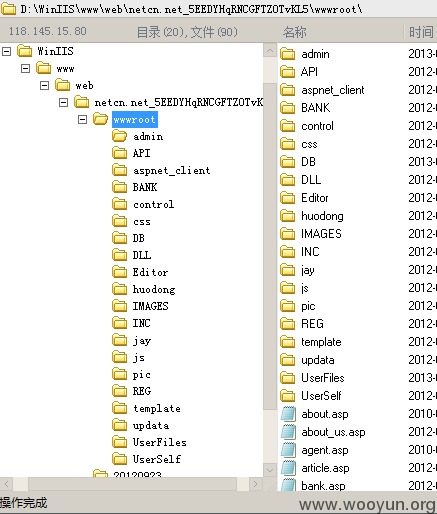 D:\WinIIS\www\web\netcn.net_5EEDYHqRNCGFTZOTvKL5\wwwroot\
118.145.15.80 目录(20),文件(90) 名称 时间
WinIIS
www
web
netcn.net_5EEDYHqRNCGFTZOTvK
wwwroot
admin
API
aspnet_client
BANK
control
css
DB
DLL
Editor
huodong
IMAGES
INC
jay
js
pic
REG
template
updata
UserFiles
UserSelf
20120923
admin 2013-
API 2012-
aspnet_client 2012-
BANK 2012-
control 2012-
css 2012-
DB 2013-
DLL 2012-
Editor 2012-
huodong 2012-
IMAGES 2012-
INC 2012-
jay 2012-
js 2012-
pic 2012-
REG 2012-
template 2012-
updata 2012-
UserFiles 2013-
UserSelf 2012-
about.asp 2010-
about_us.asp 2012-
agent.asp 2010-
article.asp 2012-
bank.asp 2012-
操作完成
www.wooyun.org